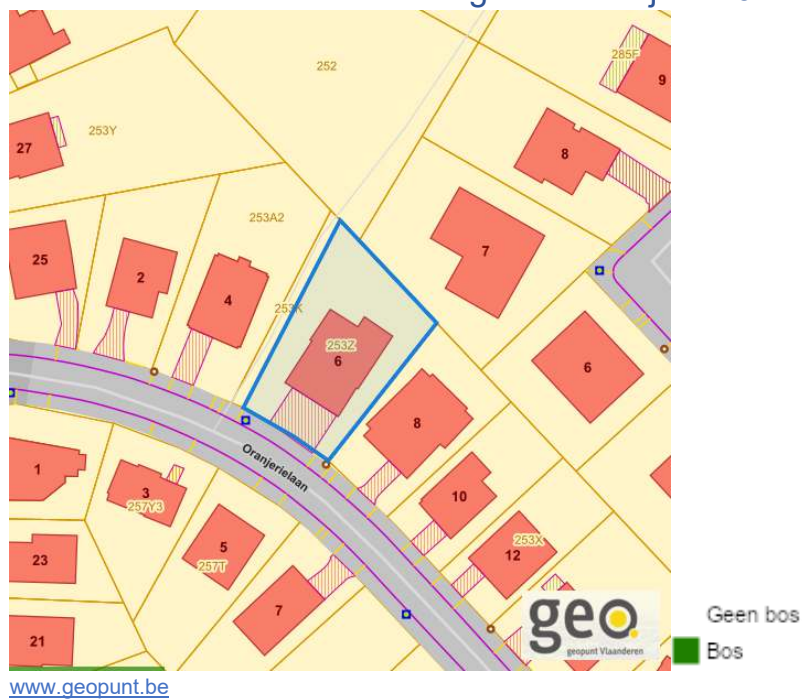 252
285F
9
253Y
27
8
253A2
25
2
7
4
253K
253Z
6
6
8
Oranjerielaan
1
10
3
257Y3
5
253X
12
23
257T
7
geo
geopunt Vlaanderen
21
Geen bos
Bos
www.geopunt.be